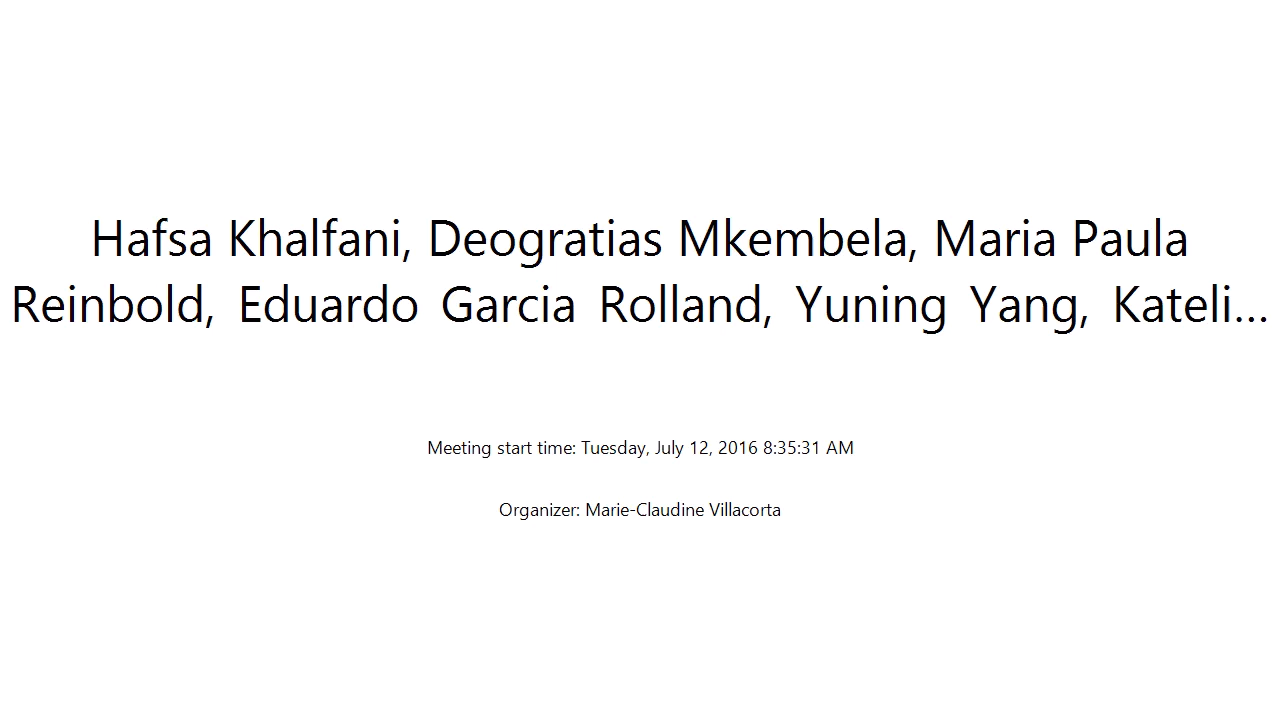 Hafsa Khalfani, Deogratias Mkembela, Maria Paula
Reinbold, Eduardo Garcia Rolland, Yuning Yang, Kateli...
Meeting start time: Tuesday, July 12, 2016 8:35:31 AM
Organizer: Marie-Claudine Villacorta